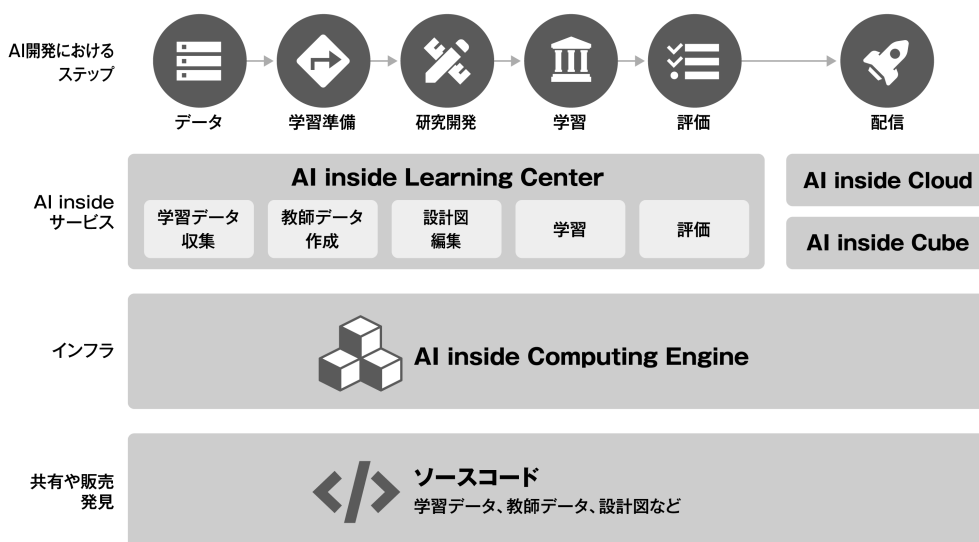 AI開発における
ステップ
データ
学習準備
研究開発
学習
評価
配信
AI inside
サービス
AI inside Learning Center
学習データ
収集
教師データ
作成
設計図
編集
学習
評価
AI inside Cloud
AI inside Cube
インフラ
AI inside Computing Engine
共有や販売
発見
ソースコード
学習データ、教師データ、設計図など